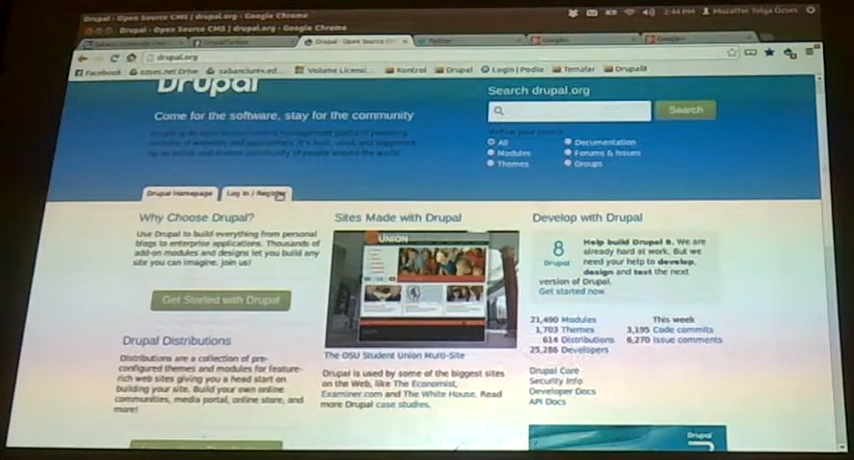 Drupal - Open Source CMS | drupal.org - Google Chrome
2:44 PM Muzaffer Tolga Ozses
Drupal - Open Source CMS | drupal.org - Google Chrome
Drupal - Open Source
Twitter
Google+
Google+
drupal.org
Facebook
ozses.net Drive
Volume Licensi...
Kontrol
Drupal
Login | Podio
Temalar
Drupal8
Drupal
Come for the software, stay for the community
Search drupal.org
Search
All
Modules
Themes
Documentation
Forums & Issues
Groups
Drupal Homepage
Log in / Register
Why Choose Drupal?
Use Drupal to build everything from personal
blogs to enterprise applications. Thousands of
add-on modules and designs let you build any
site you can imagine. Join us!
Get Started with Drupal
Drupal Distributions
Distributions are a collection of pre-
configured themes and modules for feature-
rich web sites giving you a head start on
building your site. Build your own online
communities, media portal, online store, and
more!
Sites Made with Drupal
UNION
The OSU Student Union Multi-Site
Drupal is used by some of the biggest sites
on the Web, like The Economist,
Examiner.com and The White House. Read
more Drupal case studies.
Develop with Drupal
8
Drupal
Help build Drupal 8. We are
already hard at work. But we
need your help to develop,
design and test the next
version of Drupal.
Get started now.
21,490 Modules
1,703 Themes
614 Distributions
25,286 Developers
This week
3,195 Code commits
6,270 Issue comments
Drupal Core
Security Info
Developer Docs
API Docs
Drupal